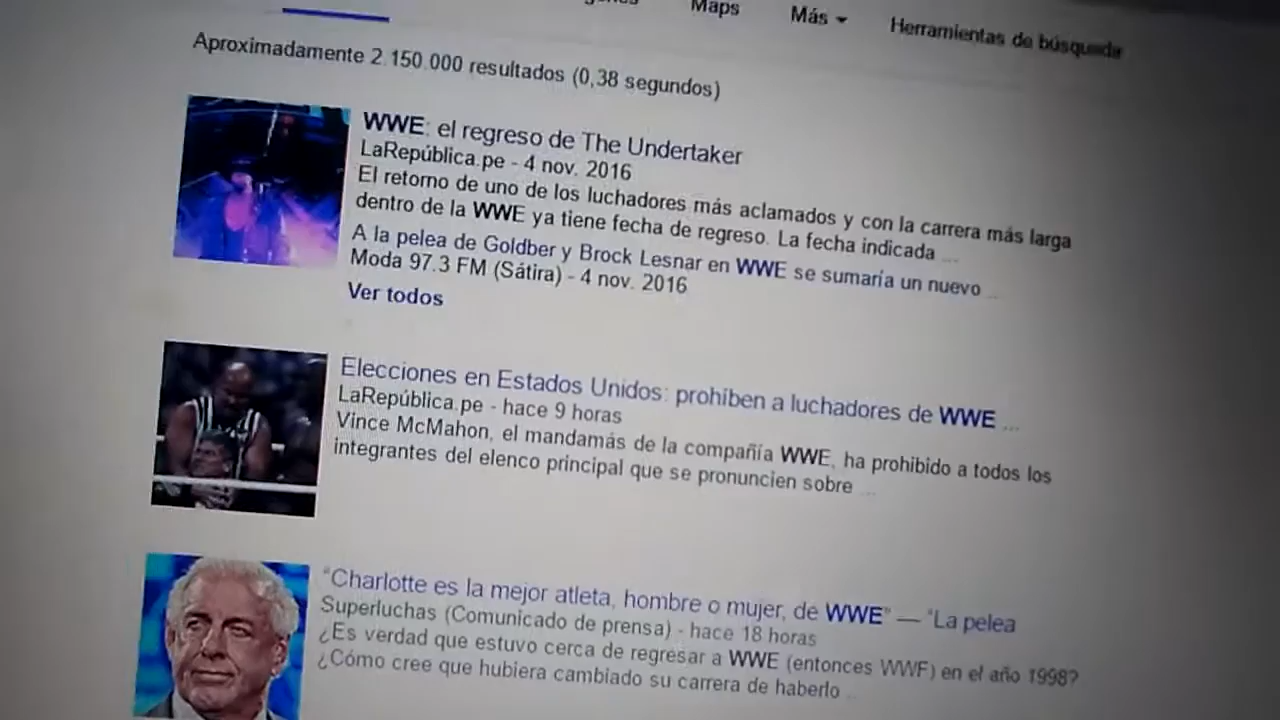 Maps
Más
Herramientas de búsqueda
Aproximadamente 2.150.000 resultados (0,38 segundos)
WWE: el regreso de The Undertaker
LaRepública.pe - 4 nov. 2016
El retorno de uno de los luchadores más aclamados y con la carrera más larga
dentro de la WWE ya tiene fecha de regreso. La fecha indicada ...
A la pelea de Goldber y Brock Lesnar en WWE se sumaría un nuevo ...
Moda 97.3 FM (Sátira) - 4 nov. 2016
Ver todos
Elecciones en Estados Unidos: prohíben a luchadores de WWE ...
LaRepública.pe - hace 9 horas
Vince McMahon, el mandamás de la compañía WWE, ha prohibido a todos los
integrantes del elenco principal que se pronuncien sobre ...
“Charlotte es la mejor atleta, hombre o mujer, de WWE” — “La pelea
Superluchas (Comunicado de prensa) - hace 18 horas
¿Es verdad que estuvo cerca de regresar a WWE (entonces WWF) en el año 1998?
¿Cómo cree que hubiera cambiado su carrera de haberlo ...